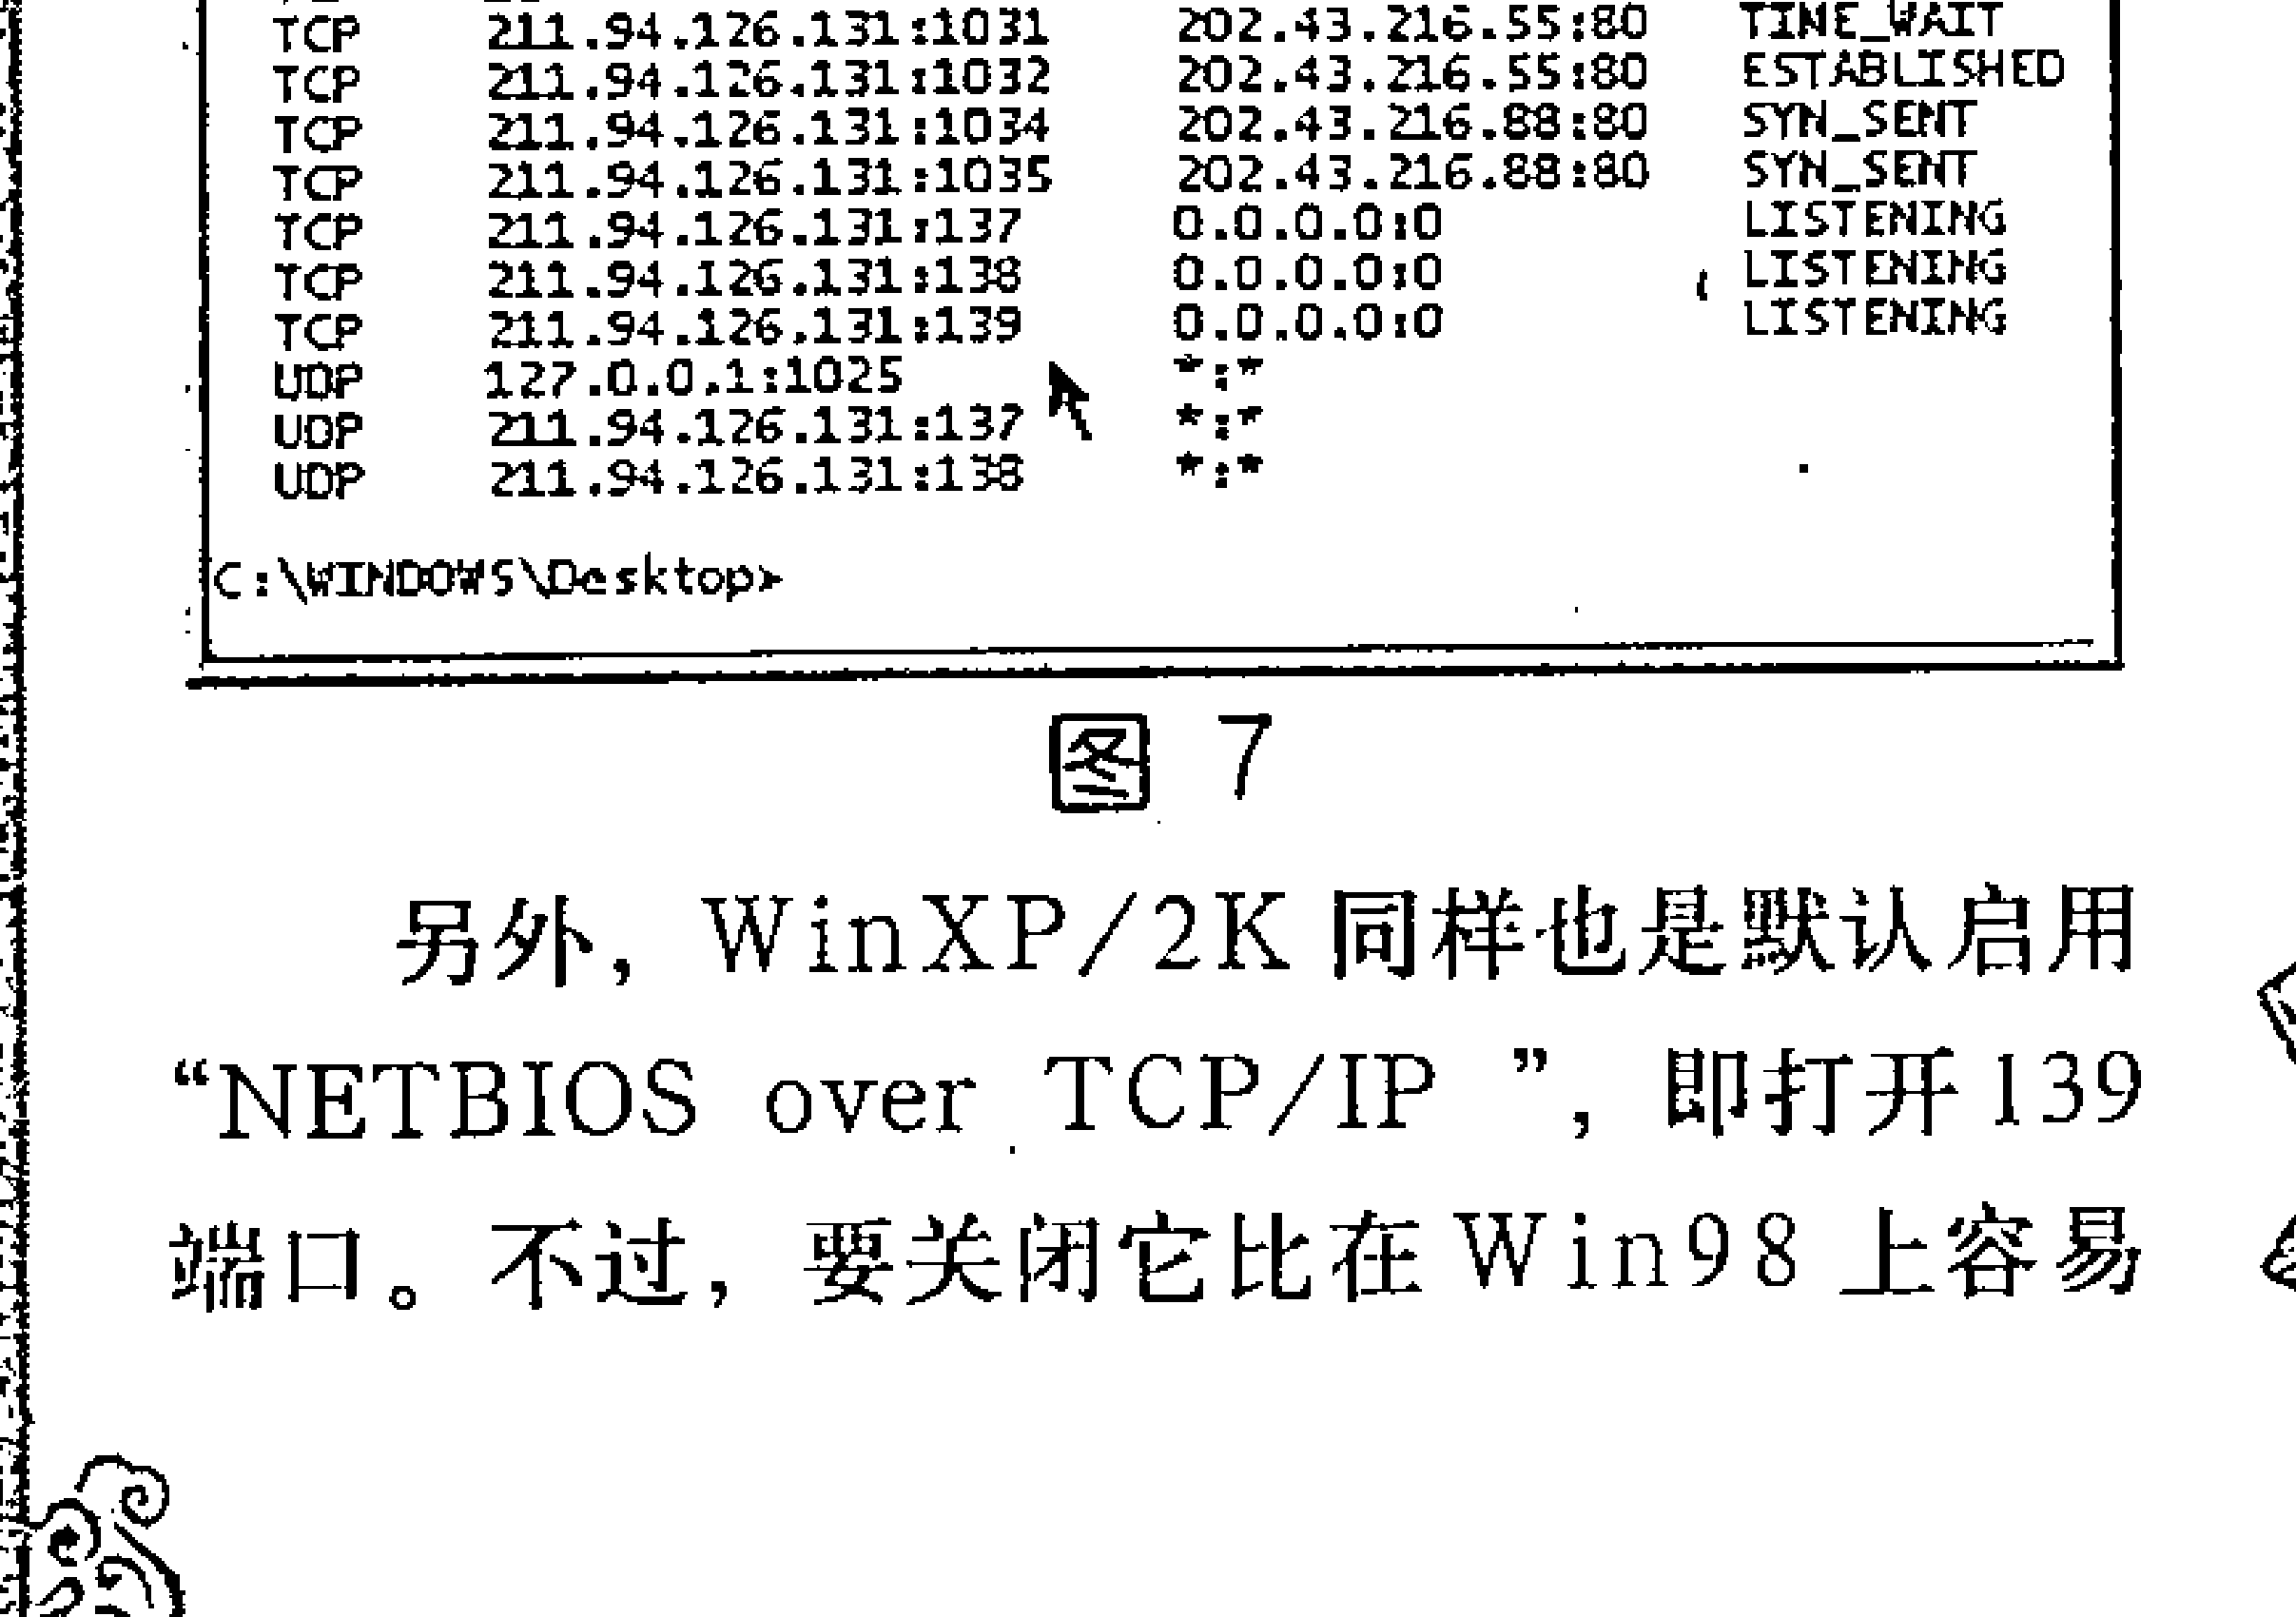 TCP 211.94.126.131:1031 202.43.216.55:80 TINE_WAIT
TCP 211.94.126.131:1032 202.43.216.55:80 ESTABLISHED
TCP 211.94.126.131:1034 202.43.216.88:80 SYN_SENT
TCP 211.94.126.131:1035 202.43.216.88:80 SYN_SENT
TCP 211.94.126.131:137 0.0.0.0:0 LISTENING
TCP 211.94.126.131:138 0.0.0.0:0 LISTENING
TCP 211.94.126.131:139 0.0.0.0:0 LISTENING
UDP 127.0.0.1:1025 *:*
UDP 211.94.126.131:137 *:*
UDP 211.94.126.131:138 *:*
C:\WINDOWS\Desktop>
图 7
另外，WinXP/2K 同样也是默认启用
“NETBIOS over TCP/IP ”，即打开139
端口。不过，要关闭它比在Win98 上容易